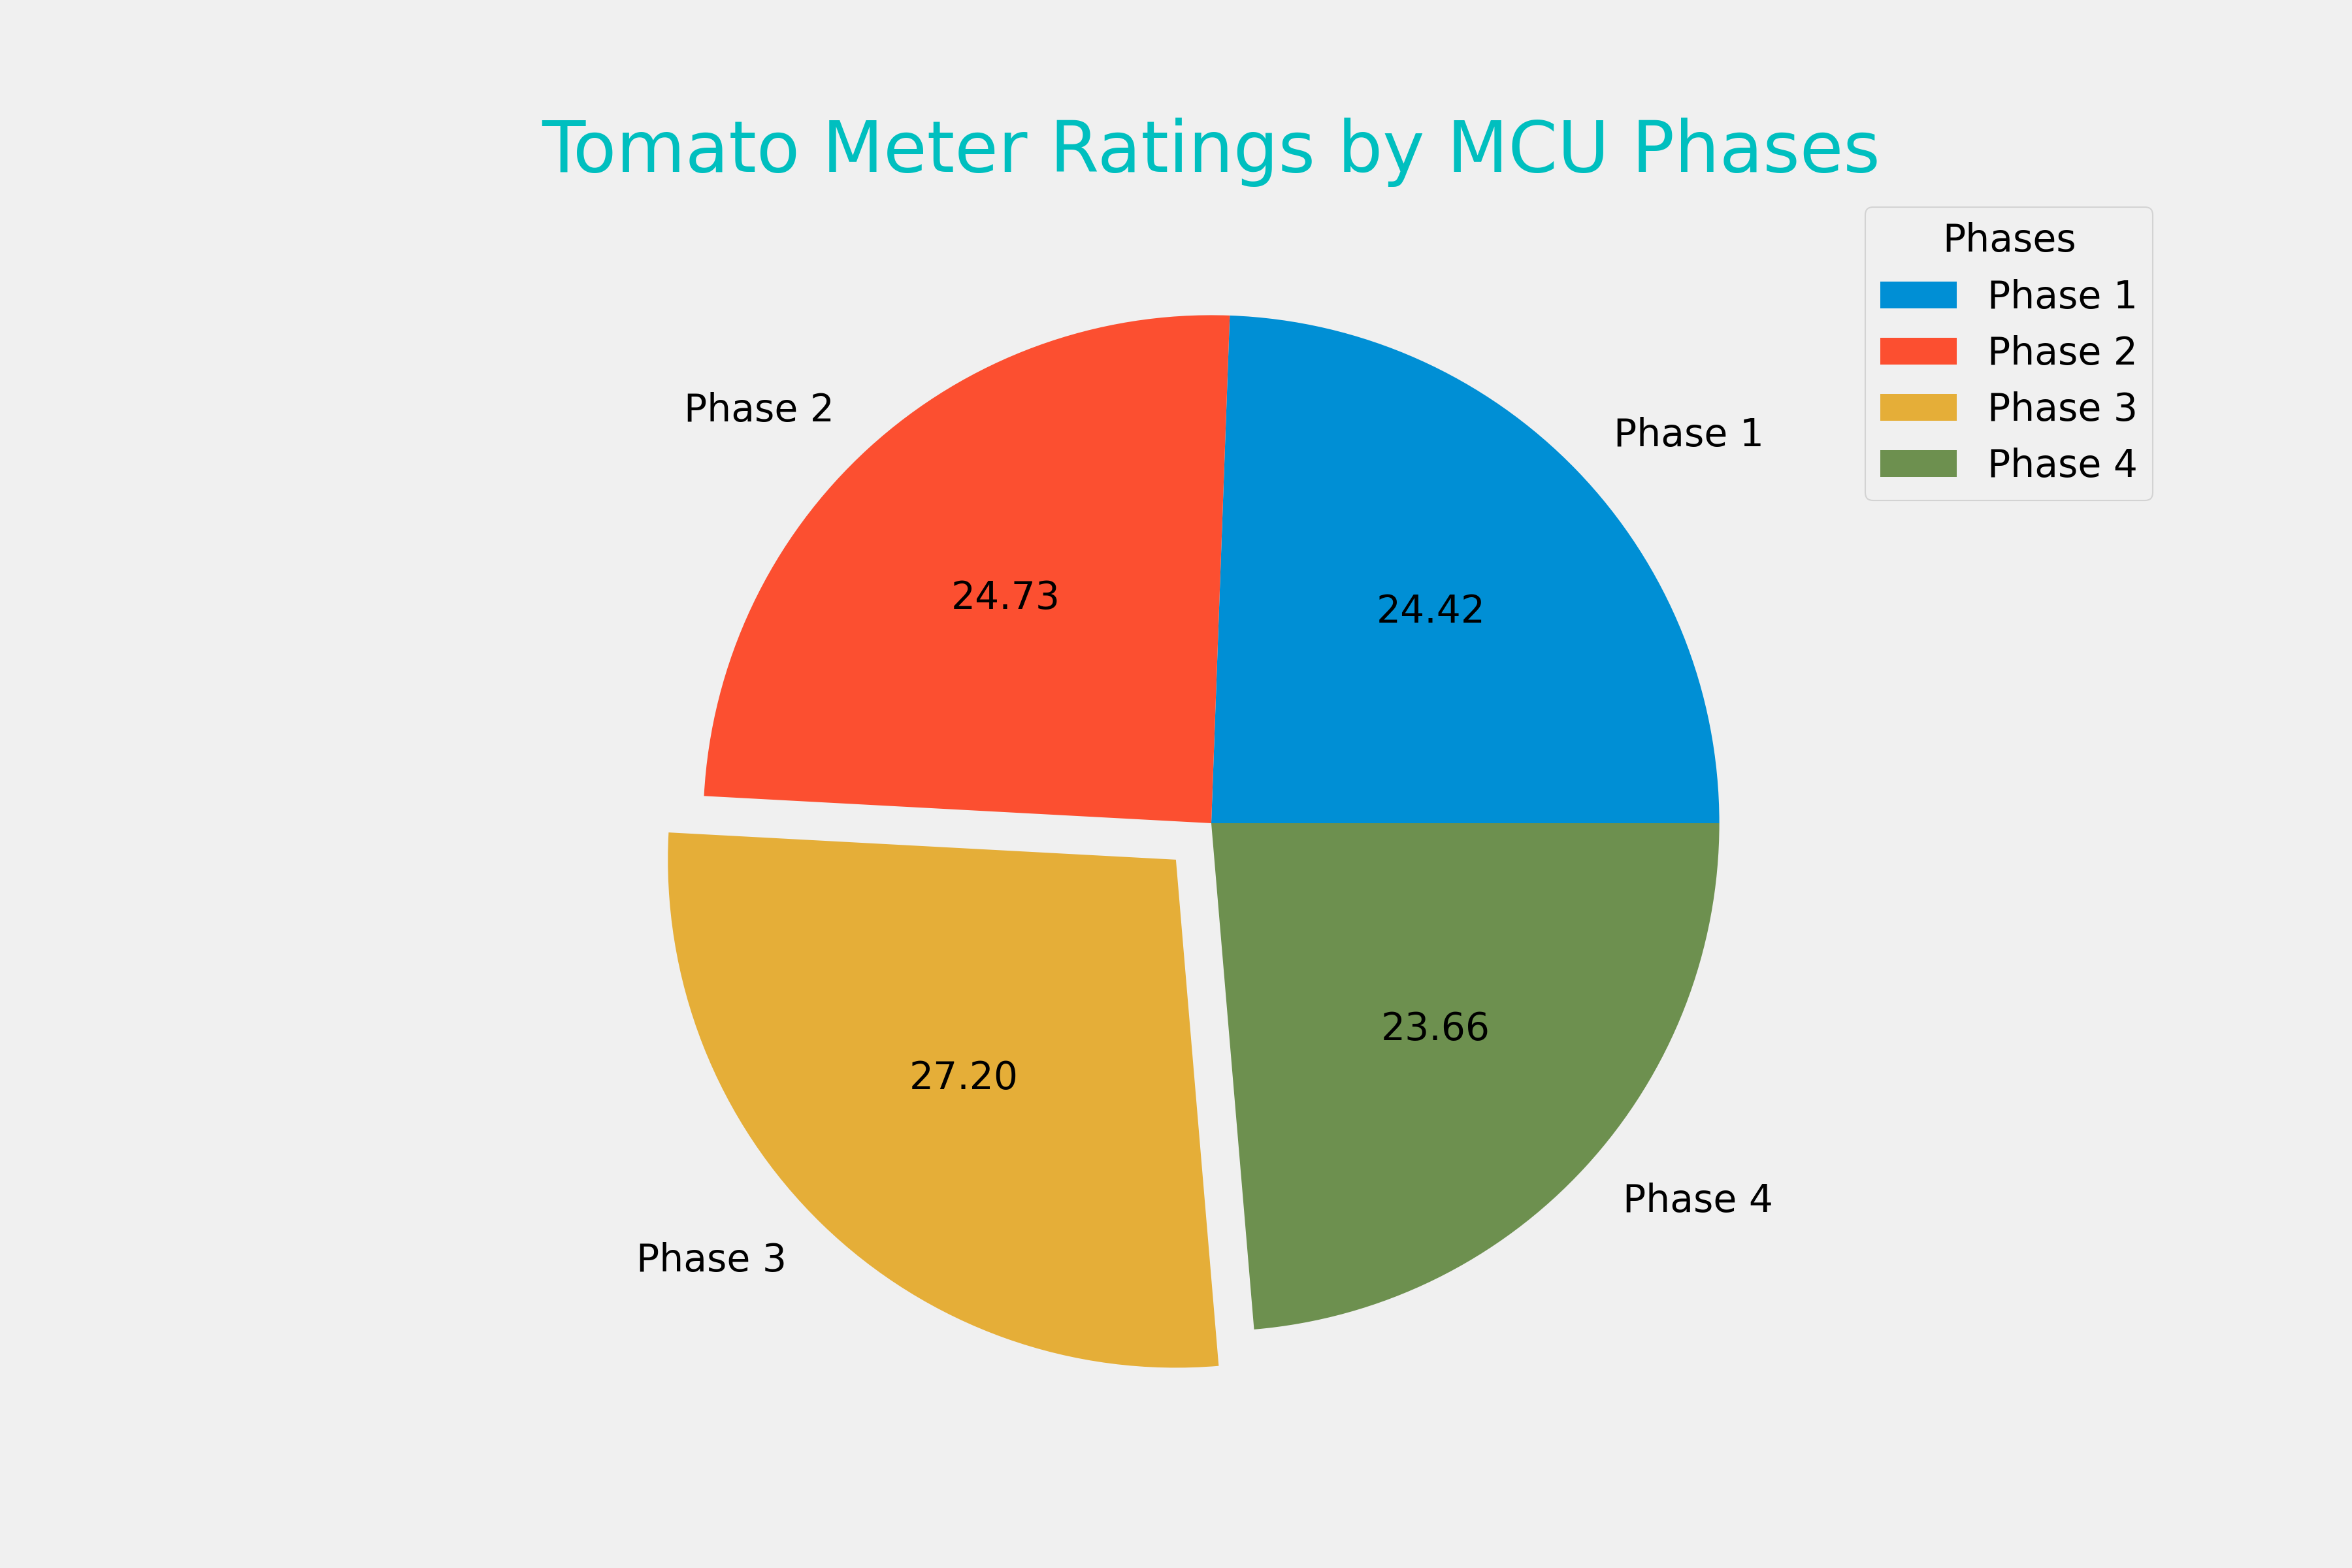 Tomato Meter Ratings by MCU Phases
Phases
Phase 1
Phase 2
Phase 3
Phase 4
Phase 2
Phase 1
24.73
24.42
23.66
27.20
Phase 4
Phase 3